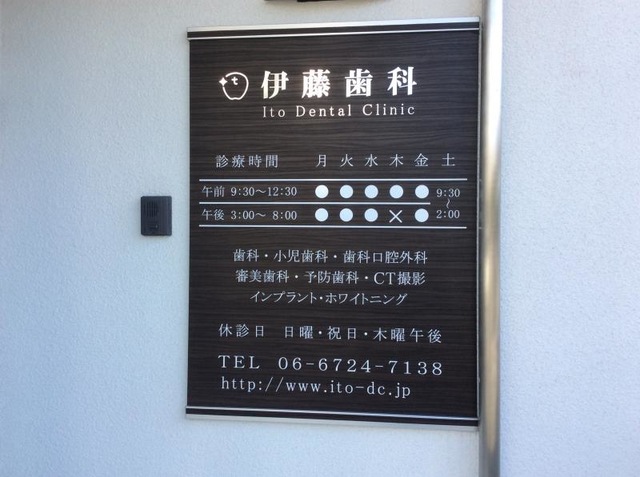 伊藤歯科
Ito Dental Clinic
診療時間 月 火 水 木 金 土
午前 9:30~12:30 ● ● ● ● ● 9:30
~
午後 3:00~ 8:00 ● ● ● × ● 2:00
歯科・小児歯科・歯科口腔外科
審美歯科・予防歯科・CT撮影
インプラント・ホワイトニング
休診日 日曜・祝日・木曜午後
TEL 06-6724-7138
http://www.ito-dc.jp